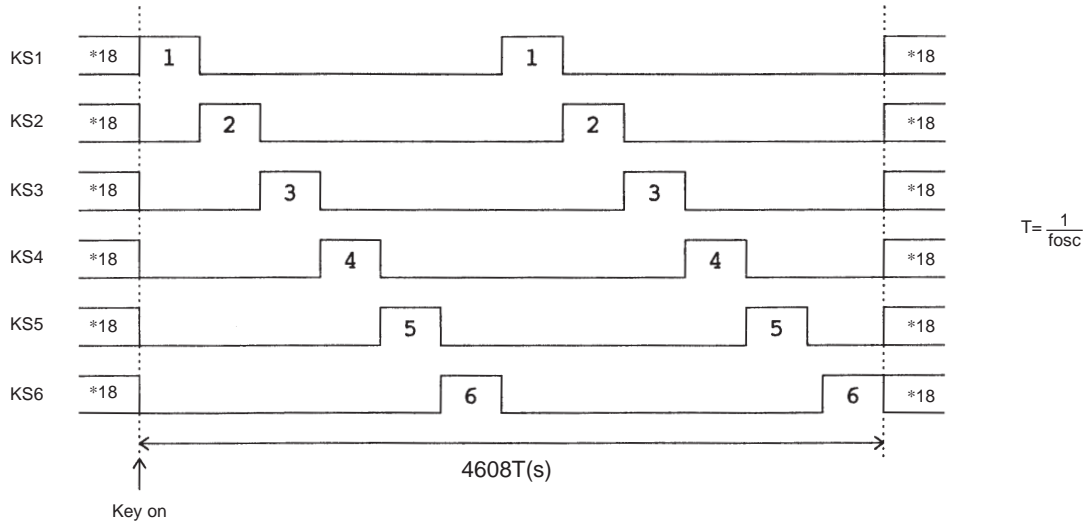 KS1 *18 1 1 *18
KS2 *18 2 2 *18
KS3 *18 3 3 *18
T= 1/fosc
KS4 *18 4 4 *18
KS5 *18 5 5 *18
KS6 *18 6 6 *18
4608T(s)
Key on